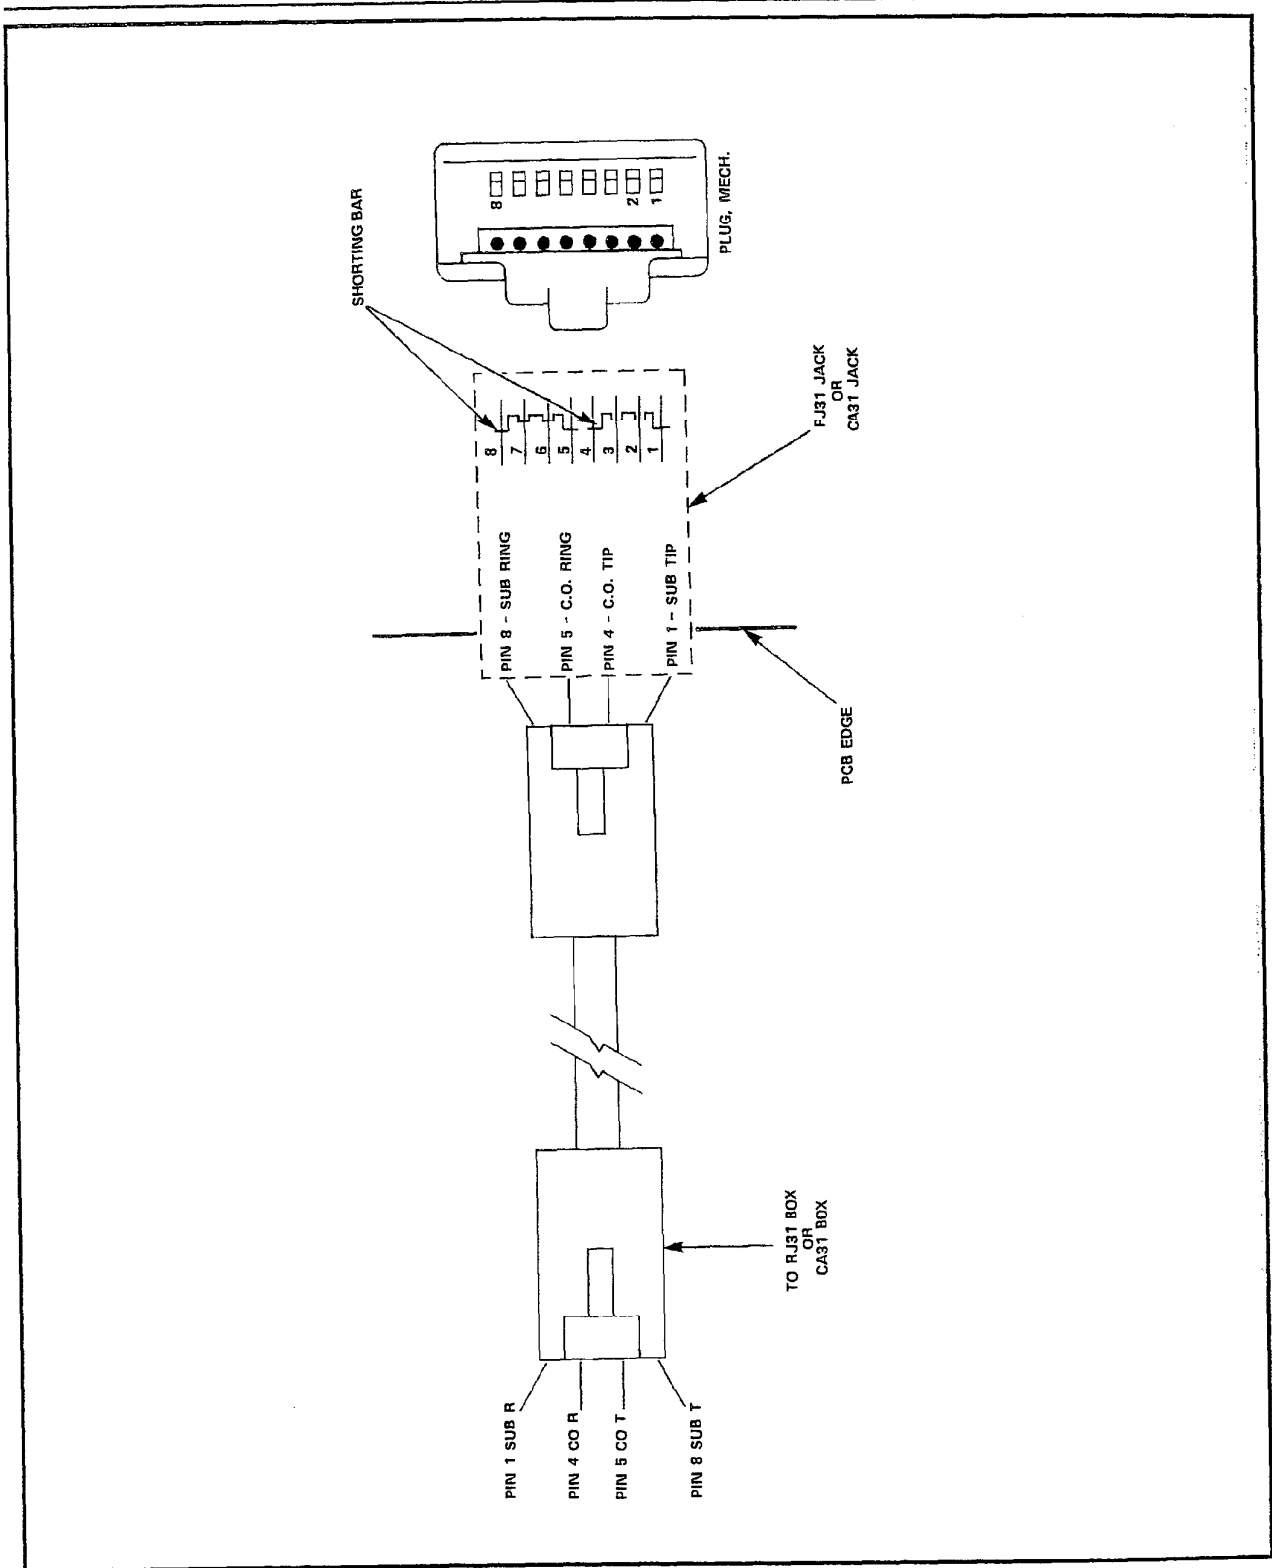 SHORTING BAR
8
2
1
PLUG, MECH.
8
7
6
5
4
3
2
1
FJ31 JACK
OR
CA31 JACK
PIN 8 - SUB RING
PIN 5 - C.O. RING
PIN 4 - C.O. TIP
PIN 1 - SUB TIP
PCB EDGE
TO RJ31 BOX
OR
CA31 BOX
PIN 1 SUB R
PIN 4 CO R
PIN 5 CO T
PIN 8 SUB T